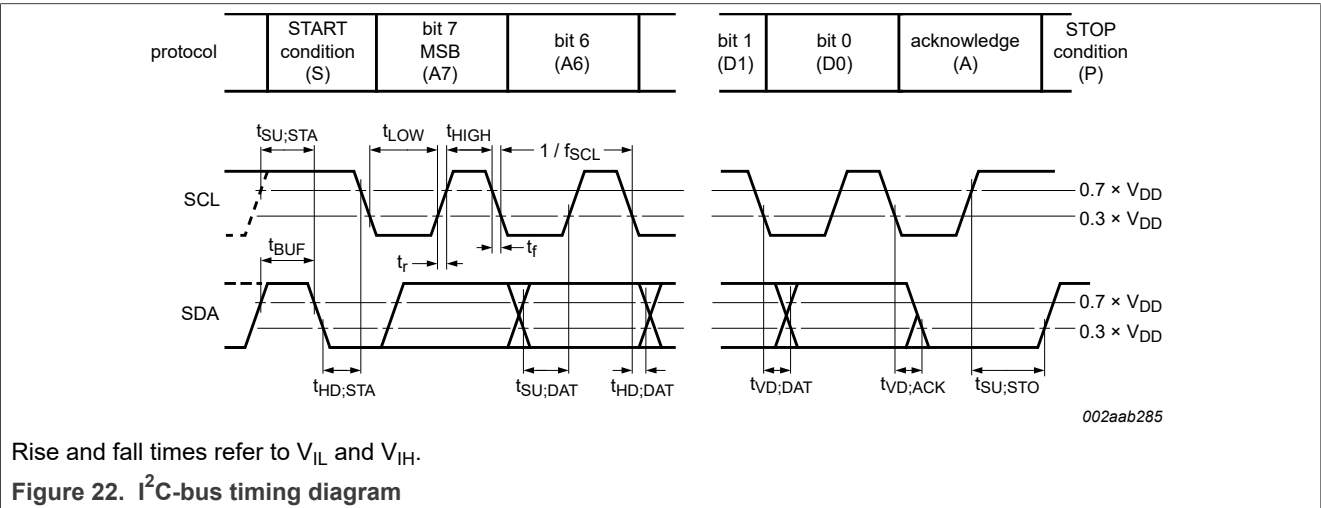 protocol
START
condition
(S)
bit 7
MSB
(A7)
bit 6
(A6)
bit 1
(D1)
bit 0
(D0)
acknowledge
(A)
STOP
condition
(P)
tSU;STA
tLOW
tHIGH
1 / fSCL
SCL
0.7 × VDD
0.3 × VDD
tBUF
tr
tf
SDA
0.7 × VDD
0.3 × VDD
tHD;STA
tSU;DAT
tHD;DAT
tVD;DAT
tVD;ACK
tSU;STO
002aab285
Rise and fall times refer to VIL and VIH.
Figure 22. I²C-bus timing diagram